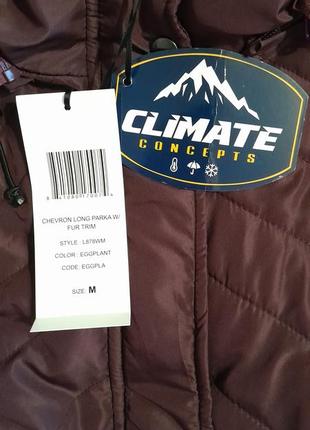 CLIMATE
CONCEPTS
CHEVRON LONG PARKA W/
FUR TRIM
STYLE : L878WM
COLOR : EGGPLANT
CODE: EGGPLA
SIZE: M